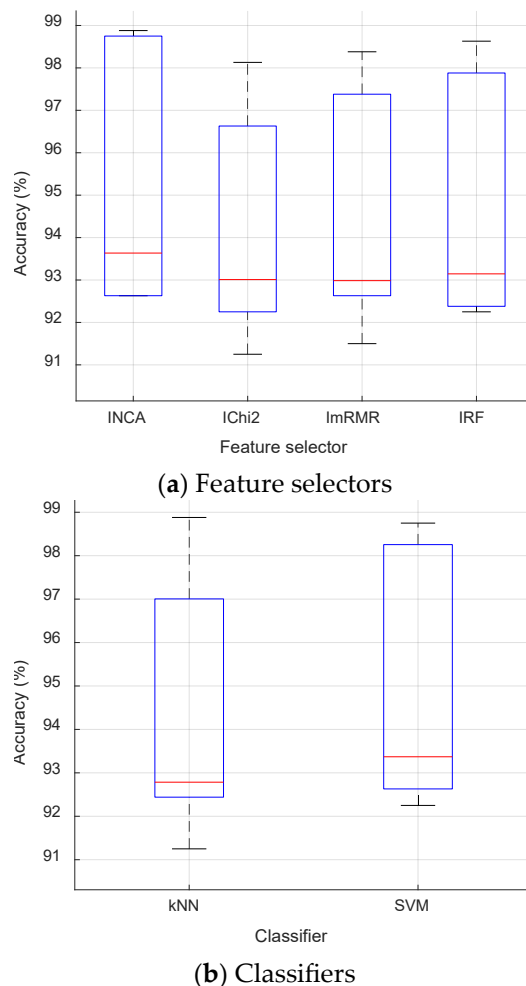 99
98
97
96
95
94
93
92
91
Accuracy (%)
INCA IChi2 ImRMR IRF
Feature selector
(a) Feature selectors
99
98
97
96
95
94
93
92
91
Accuracy (%)
kNN SVM
Classifier
(b) Classifiers